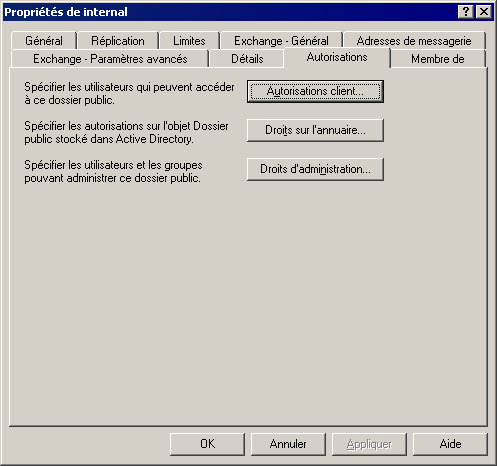 Propriétés de internal
Général Réplication Limites Exchange - Général Adresses de messagerie
Exchange - Paramètres avancés Détails Autorisations Membre de
Spécifier les utilisateurs qui peuvent accéder
à ce dossier public.
Autorisations client...
Spécifier les autorisations sur l'objet Dossier
public stocké dans Active Directory.
Droits sur l'annuaire...
Spécifier les utilisateurs et les groupes
pouvant administrer ce dossier public.
Droits d'administration...
OK Annuler Appliquer Aide